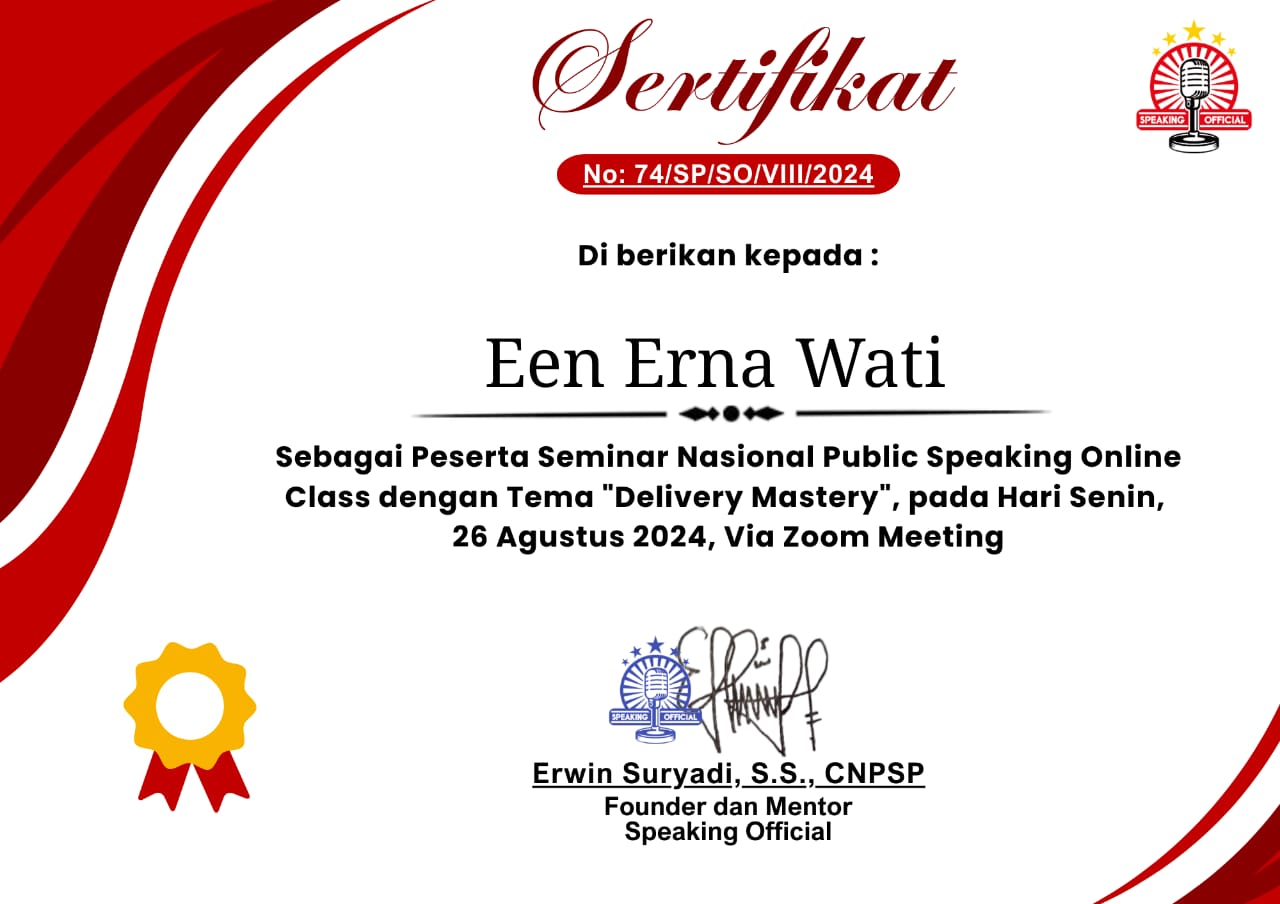 Sertifikat
SPEAKING OFFICIAL
No: 74/SP/SO/VIII/2024
Di berikan kepada :
Een Erna Wati
Sebagai Peserta Seminar Nasional Public Speaking Online
Class dengan Tema "Delivery Mastery", pada Hari Senin,
26 Agustus 2024, Via Zoom Meeting
SPEAKING OFFICIAL
Erwin Suryadi, S.S., CNPSP
Founder dan Mentor
Speaking Official